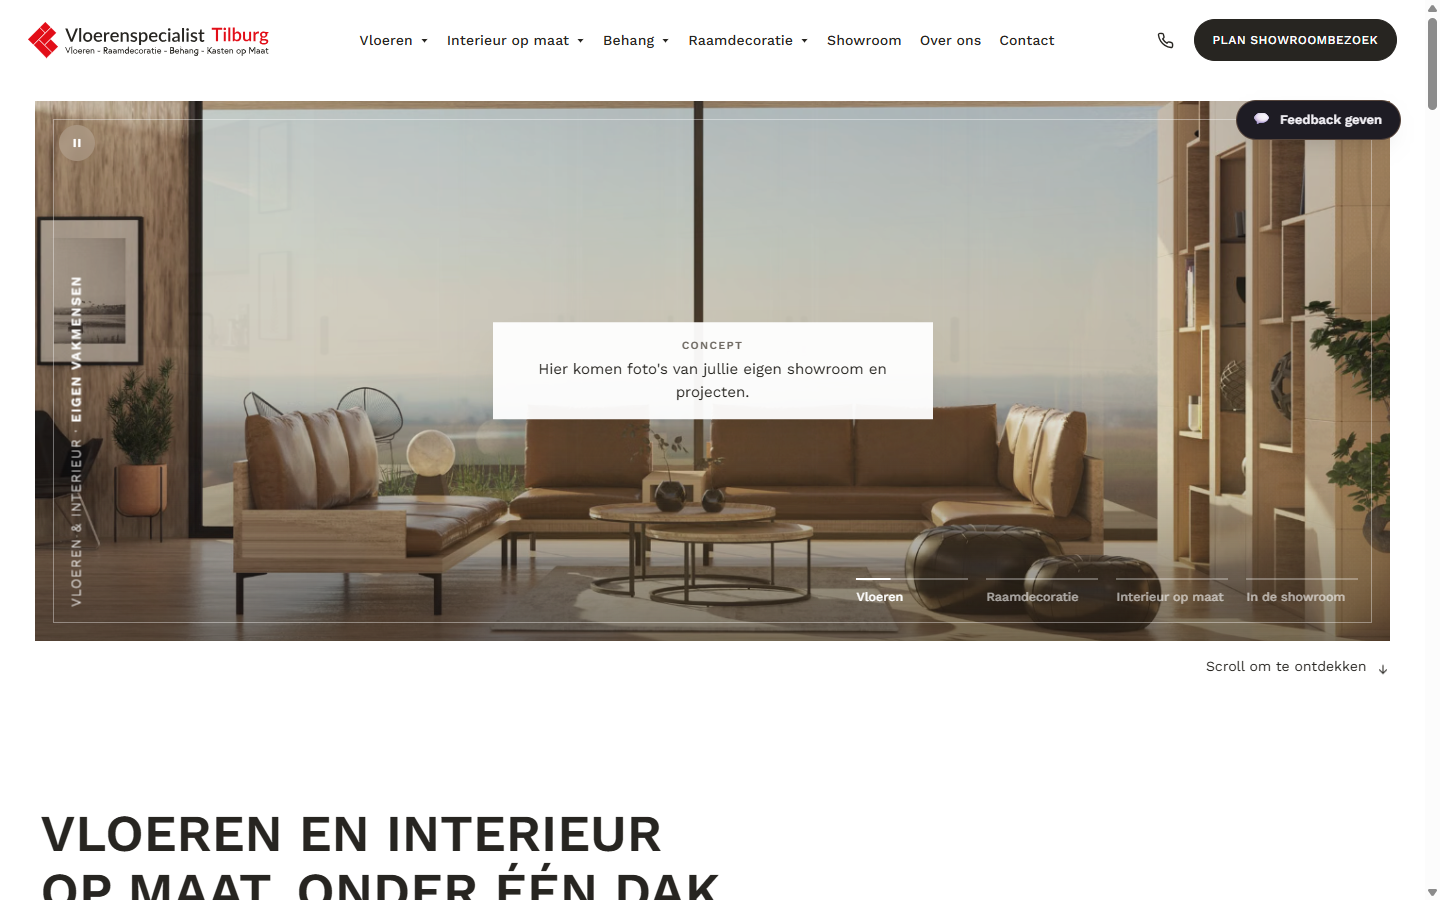 Vloerenspecialist Tilburg
Vloeren - Raamdecoratie - Behang - Kasten op Maat
Vloeren
Interieur op maat
Behang
Raamdecoratie
Showroom
Over ons
Contact
PLAN SHOWROOMBEZOEK
Feedback geven
VLOEREN & INTERIEUR · EIGEN VAKMENSEN
CONCEPT
Hier komen foto's van jullie eigen showroom en
projecten.
Vloeren
Raamdecoratie
Interieur op maat
In de showroom
Scroll om te ontdekken
VLOEREN EN INTERIEUR
OP MAAT, ONDER ÉÉN DAK